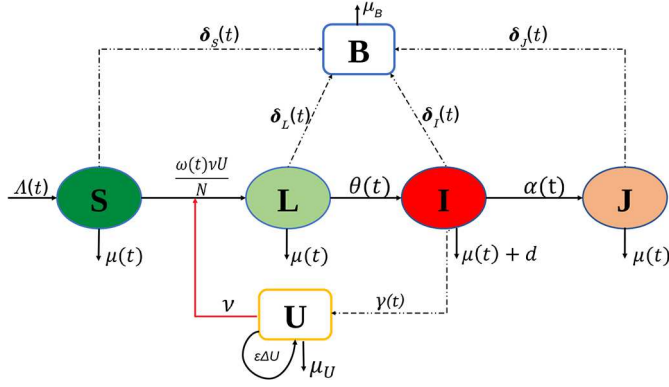 μ_B
δ_S(t)
B
δ_J(t)
δ_L(t)
δ_I(t)
Λ(t)
S
ω(t)νU
N
L
θ(t)
I
α(t)
J
μ(t)
μ(t)
μ(t) + d
μ(t)
ν
U
γ(t)
εΔU
μ_U